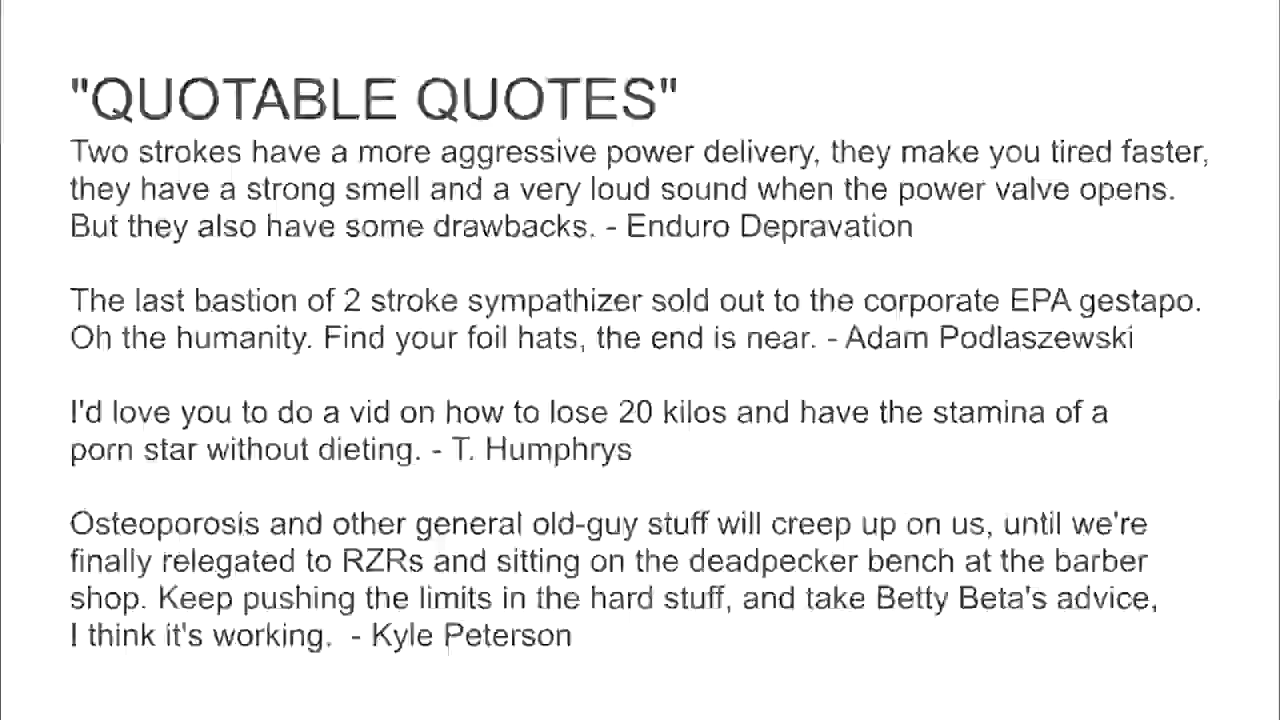 "QUOTABLE QUOTES"
Two strokes have a more aggressive power delivery, they make you tired faster,
they have a strong smell and a very loud sound when the power valve opens.
But they also have some drawbacks. - Enduro Depravation
The last bastion of 2 stroke sympathizer sold out to the corporate EPA gestapo.
Oh the humanity. Find your foil hats, the end is near. - Adam Podlaszewski
I'd love you to do a vid on how to lose 20 kilos and have the stamina of a
porn star without dieting. - T. Humphrys
Osteoporosis and other general old-guy stuff will creep up on us, until we're
finally relegated to RZRs and sitting on the deadpecker bench at the barber
shop. Keep pushing the limits in the hard stuff, and take Betty Beta's advice,
I think it's working.  - Kyle Peterson